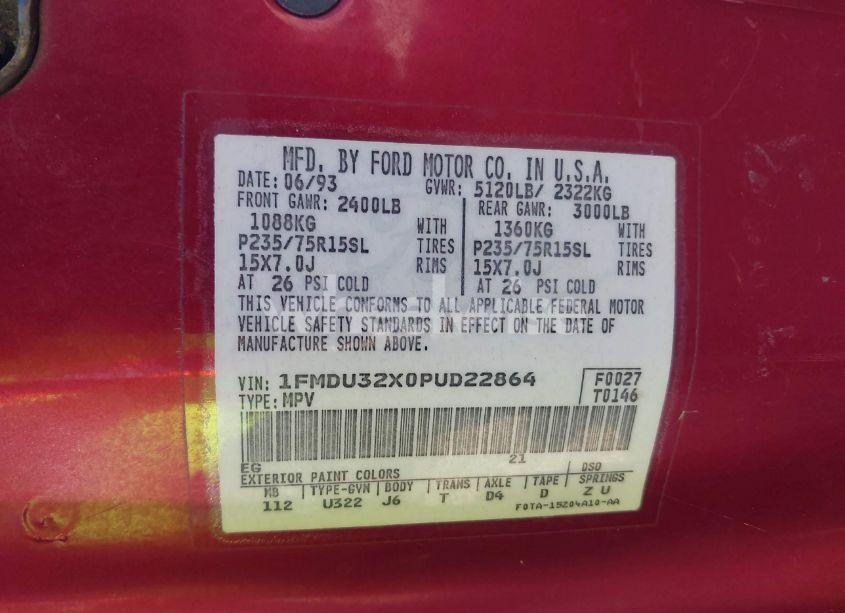 MFD. BY FORD MOTOR CO. IN U.S.A.
DATE: 06/93 GVWR: 5120LB/ 2322KG
FRONT GAWR: 2400LB REAR GAWR: 3000LB
1088KG WITH 1360KG WITH
P235/75R15SL TIRES P235/75R15SL TIRES
15X7.0J RIMS 15X7.0J RIMS
AT 26 PSI COLD AT 26 PSI COLD
THIS VEHICLE CONFORMS TO ALL APPLICABLE FEDERAL MOTOR
VEHICLE SAFETY STANDARDS IN EFFECT ON THE DATE OF
MANUFACTURE SHOWN ABOVE.
VIN: 1FMDU32X0PUD22864 F0027
TYPE: MPV T0146
EG 21
EXTERIOR PAINT COLORS DSO
MB TYPE-GVN BODY TRANS AXLE TAPE SPRINGS
112 U322 J6 T D4 D Z U
F0TA-15204A10-AA